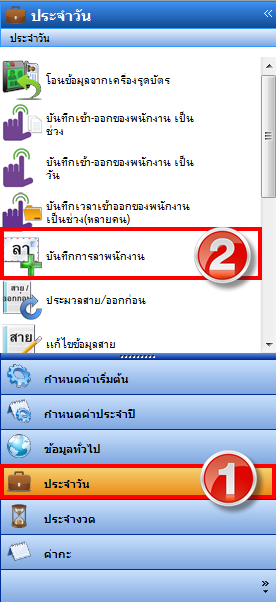 ประจำวัน
ประจำวัน
โอนข้อมูลจากเครื่องรูดบัตร
บันทึกเข้า-ออกของพนักงาน เป็น
ช่วง
บันทึกเข้า-ออกของพนักงาน เป็น
วัน
บันทึกเวลาเข้าออกของพนักงาน
เป็นช่วง(หลายคน)
ลา
บันทึกการลาพนักงาน
2
สาย/
ออกก่อน
ประมวลสาย/ออกก่อน
สาย
แก้ไขข้อมูลสาย
กำหนดค่าเริ่มต้น
กำหนดค่าประจำปี
ข้อมูลทั่วไป
ประจำวัน
1
ประจำงวด
ค่ากะ